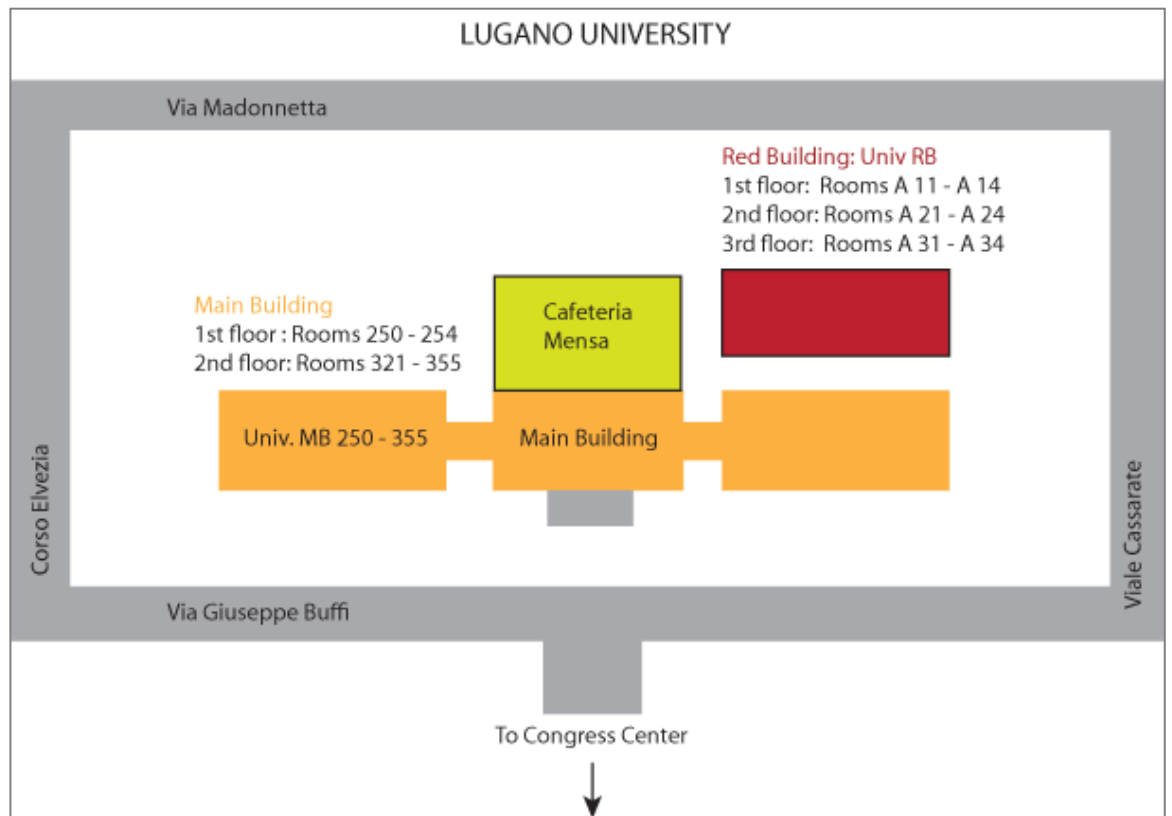 LUGANO UNIVERSITY
Via Madonnetta
Red Building: Univ RB
1st floor: Rooms A 11 - A 14
2nd floor: Rooms A 21 - A 24
3rd floor: Rooms A 31 - A 34
Main Building
1st floor : Rooms 250 - 254
2nd floor: Rooms 321 - 355
Cafeteria
Mensa
Univ. MB 250 - 355
Main Building
Corso Elvezia
Viale Cassarate
Via Giuseppe Buffi
To Congress Center